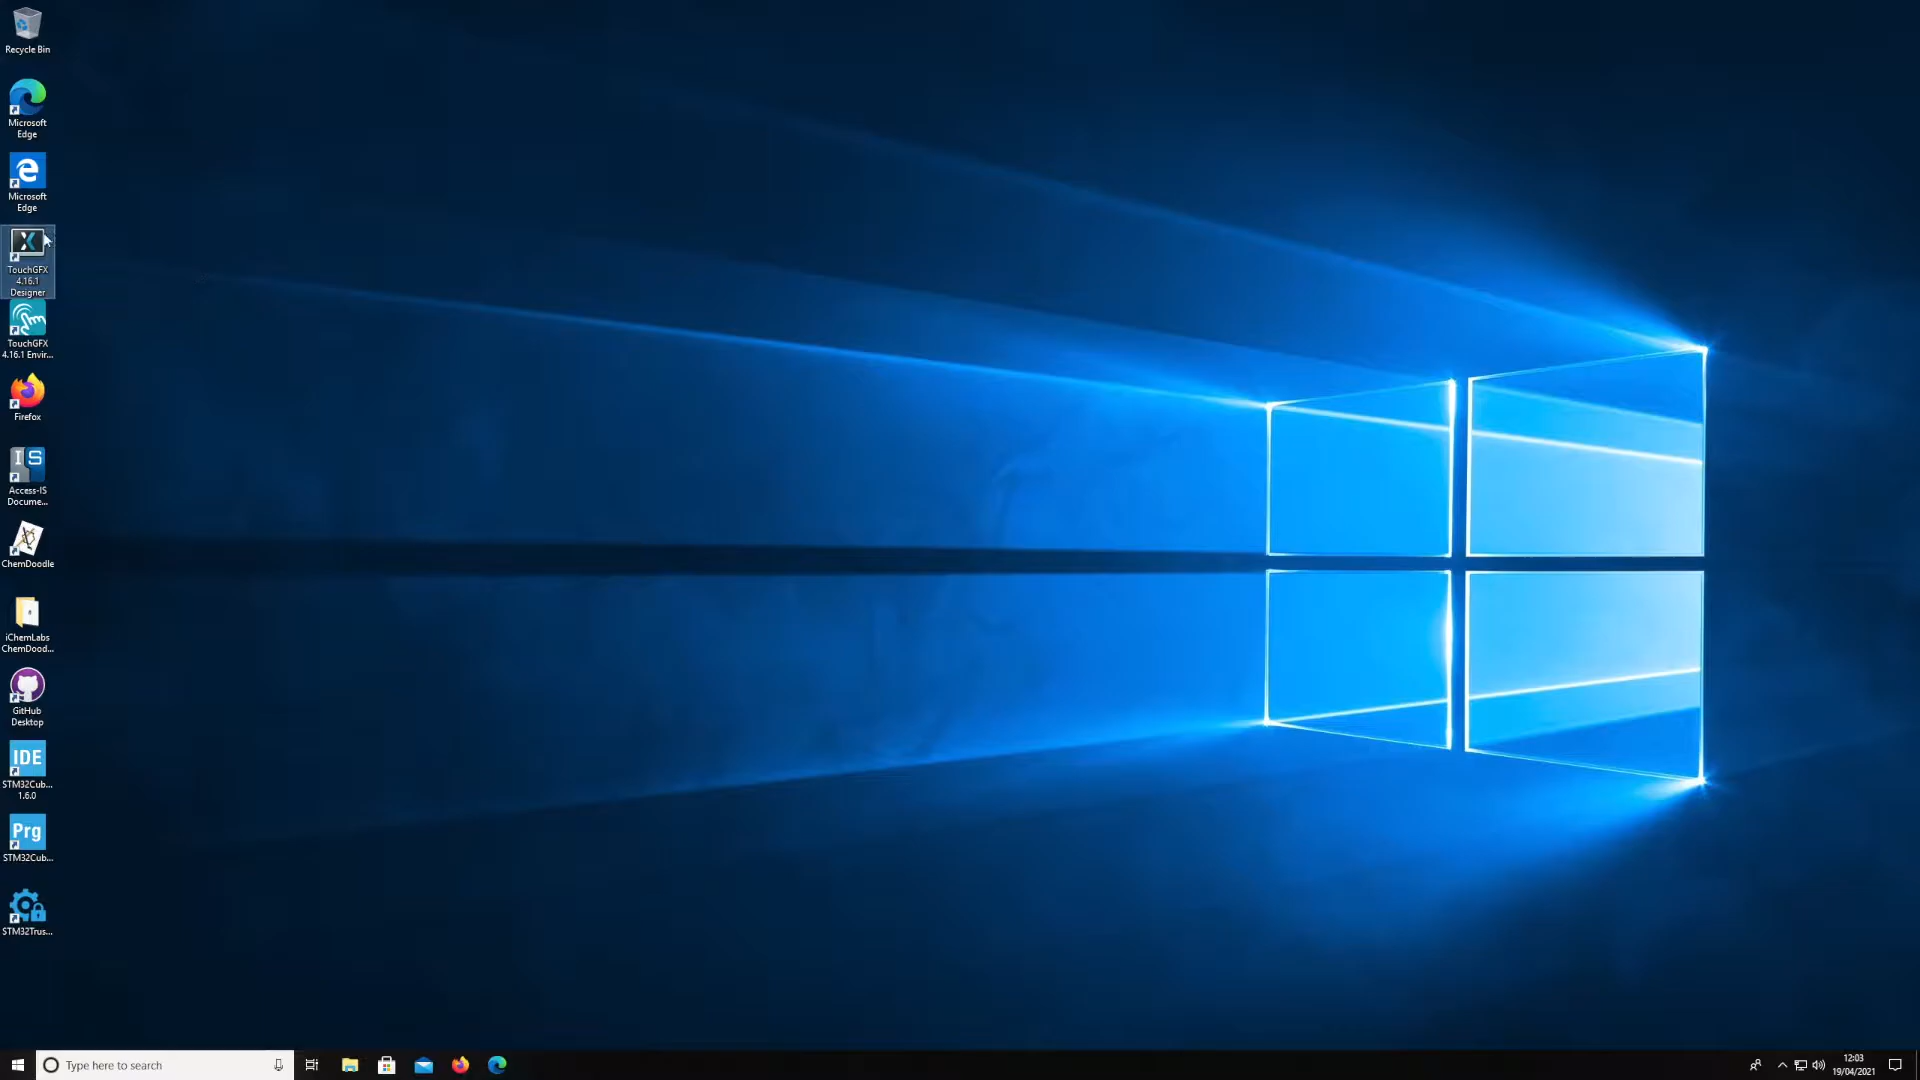 Recycle Bin
Microsoft
Edge
Microsoft
Edge
TouchGFX
4.16.1
Designer
TouchGFX
4.16.1 Envir...
Firefox
IS
Access-IS
Docume...
ChemDoodle
iChemLabs
ChemDood...
GitHub
Desktop
IDE
STM32Cub...
1.6.0
Prg
STM32Cub...
STM32Trus...
Type here to search
12:03
19/04/2021